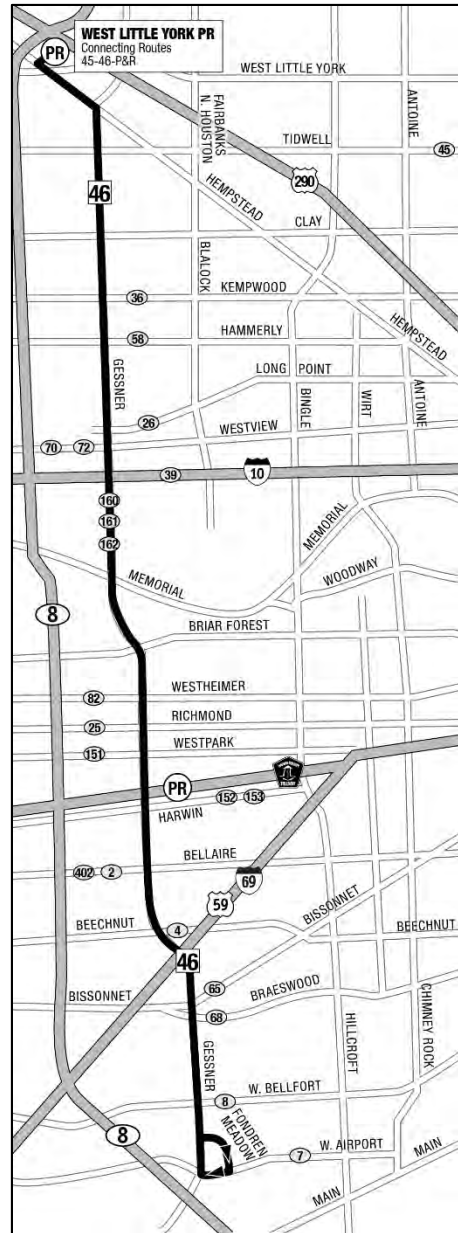 WEST LITTLE YORK PR
Connecting Routes
45-46-P&R
PR
WEST LITTLE YORK
FAIRBANKS
N. HOUSTON
ANTOINE
TIDWELL
45
46
290
HEMPSTEAD
CLAY
BLALOCK
36
KEMPWOOD
HEMPSTEAD
58
HAMMERLY
GESSNER
LONG POINT
BINGLE
WIRT
ANTOINE
26
WESTVIEW
70
72
39
10
160
161
162
MEMORIAL
MEMORIAL
WOODWAY
8
BRIAR FOREST
WESTHEIMER
82
RICHMOND
25
WESTPARK
151
PR
152
153
HARWIN
BELLAIRE
402
2
69
59
BISSONNET
BEECHNUT
4
BEECHNUT
46
65
BISSONNET
BRAESWOOD
68
HILLCROFT
CHIMNEY ROCK
GESSNER
W. BELLFORT
8
FONDREN
MEADOW
8
W. AIRPORT
7
MAIN
MAIN